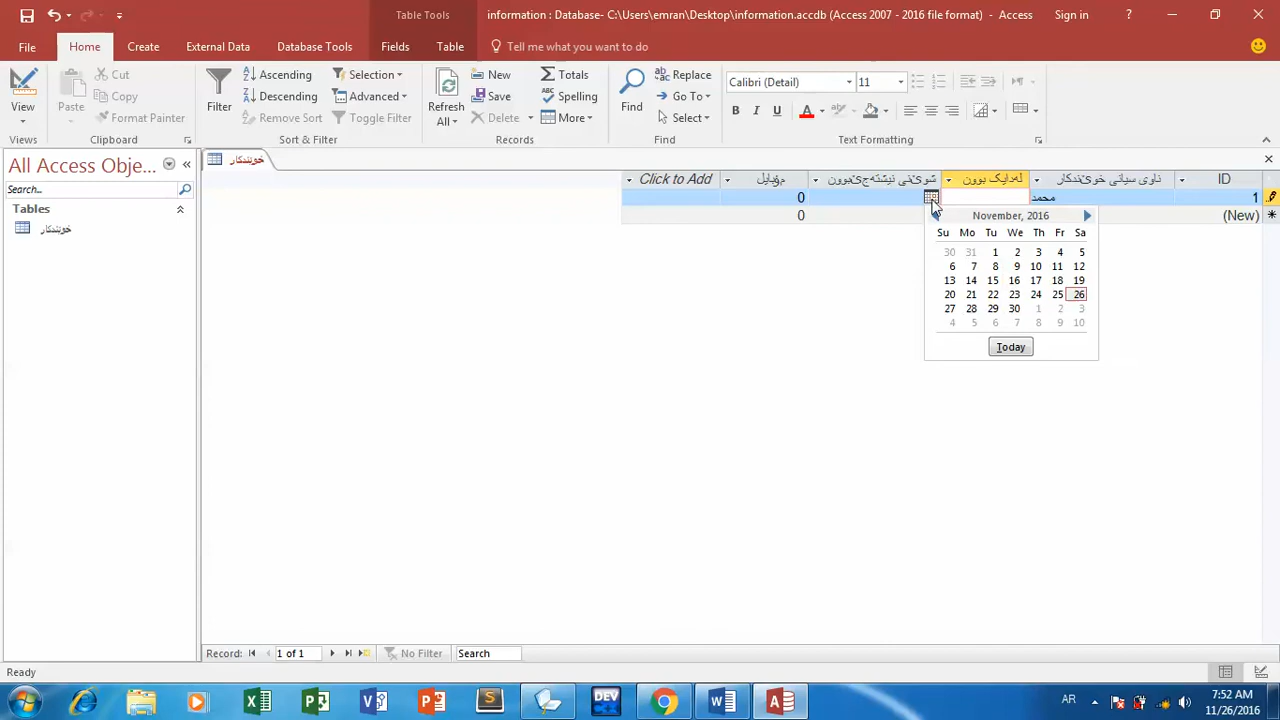 Table Tools
information : Database- C:\Users\emran\Desktop\information.accdb (Access 2007 - 2016 file format) - Access
Sign in
?
File
Home
Create
External Data
Database Tools
Fields
Table
Tell me what you want to do
View
Paste
Cut
Copy
Format Painter
Filter
Ascending
Descending
Remove Sort
Selection
Advanced
Toggle Filter
Refresh
All
New
Save
Delete
Totals
Spelling
More
Find
Replace
Go To
Select
Calibri (Detail)
11
B I U
Views
Clipboard
Sort & Filter
Records
Find
Text Formatting
All Access Obje...
Search...
Tables
خوێندکار
خوێندکار
ID
ناوی سیانی خوێندکار
لەدایک بوون
شوێنی نیشتەجێبوون
مۆبایل
Click to Add
1
محمد
0
(New)
0
November, 2016
Su Mo Tu We Th Fr Sa
30 31 1 2 3 4 5
6 7 8 9 10 11 12
13 14 15 16 17 18 19
20 21 22 23 24 25 26
27 28 29 30 1 2 3
4 5 6 7 8 9 10
Today
Record:
1 of 1
No Filter
Search
Ready
DEV
AR
7:52 AM
11/26/2016